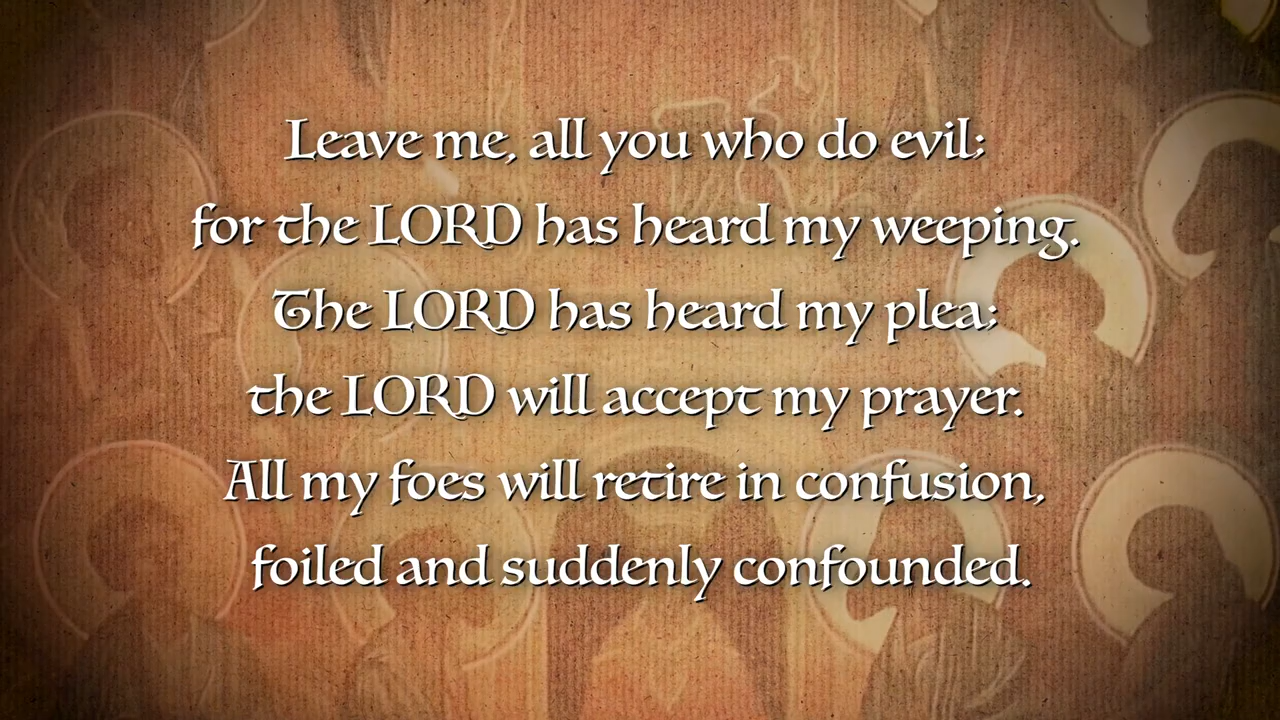 Leave me, all you who do evil;
for the LORD has heard my weeping.
The LORD has heard my plea;
the LORD will accept my prayer.
All my foes will retire in confusion,
foiled and suddenly confounded.